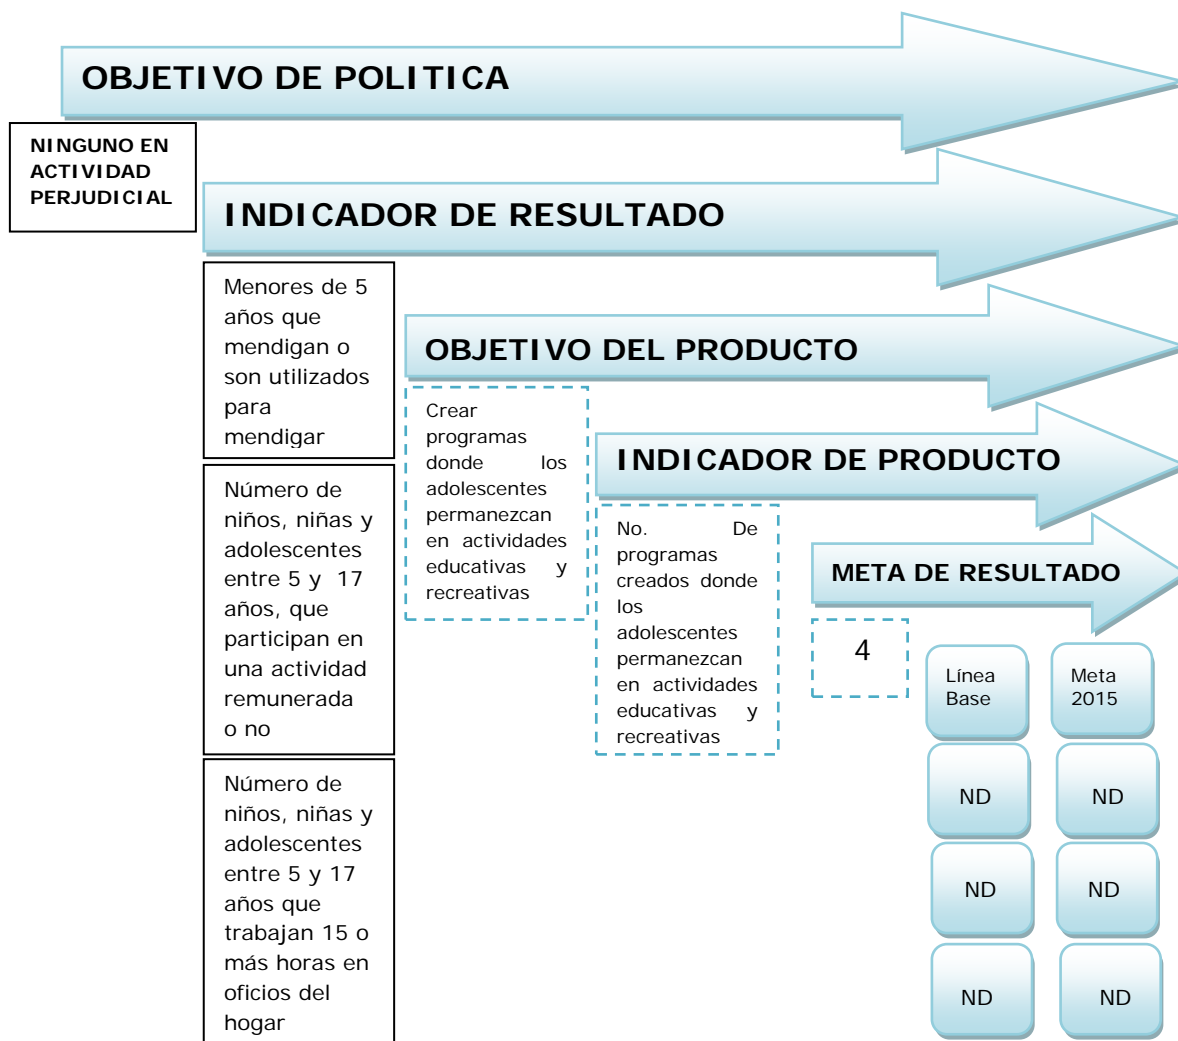 OBJETIVO DE POLITICA
NINGUNO EN
ACTIVIDAD
PERJUDICIAL
INDICADOR DE RESULTADO
Menores de 5
años que
mendigan o
son utilizados
para
mendigar
Número de
niños, niñas y
adolescentes
entre 5 y 17
años, que
participan en
una actividad
remunerada
o no
Número de
niños, niñas y
adolescentes
entre 5 y 17
años que
trabajan 15 o
más horas en
oficios del
hogar
OBJETIVO DEL PRODUCTO
Crear
programas
donde los
adolescentes
permanezcan
en actividades
educativas y
recreativas
INDICADOR DE PRODUCTO
No. De
programas
creados donde
los
adolescentes
permanezcan
en actividades
educativas y
recreativas
META DE RESULTADO
4
Línea
Base
Meta
2015
ND
ND
ND
ND
ND
ND